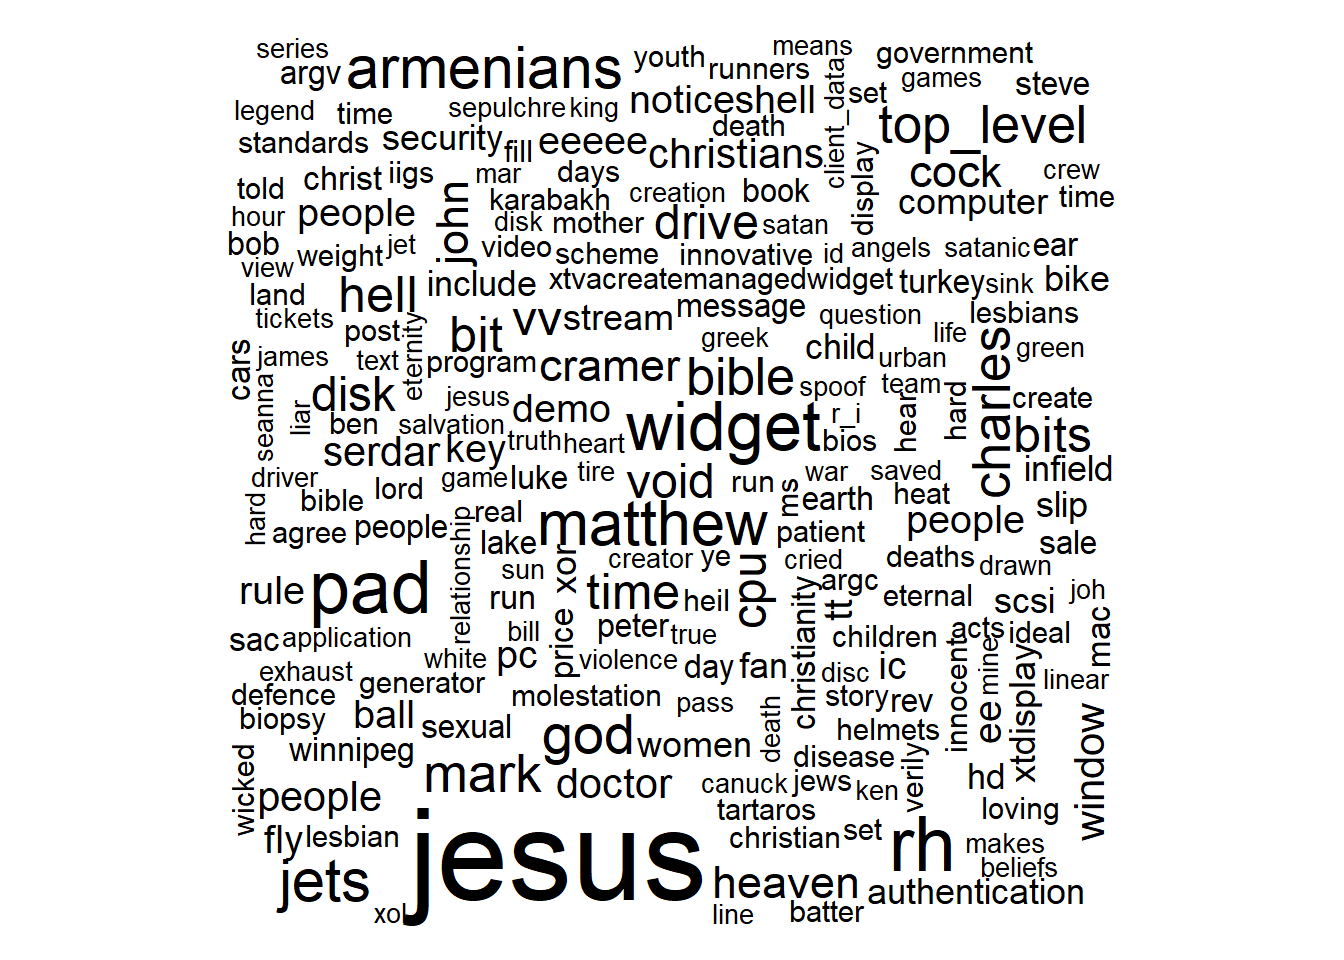 series
argv
armenians
youth
means
runners
government
games
steve
legend
time
sepulchre
king
noticeshell
client_data
set
standards
security
fill
eeeee
death
christians
top_level
told
christ
iigs
mar
days
creation
book
display
cock
crew
hour
people
john
karabakh
computer
time
bob
disk
mother
drive
satan
weight
jet
video
scheme
innovative
id
angels
satanic
ear
view
land
hell
include
xtvacreatemanagedwidget
turkey
sink
bike
tickets
post
eternity
bit
vv
stream
message
question
life
lesbians
cars
james
text
program
cramer
greek
child
urban
charles
green
seanna
liar
disk
jesus
demo
bible
spoof
team
hard
create
ben
salvation
widget
r_i
hear
bits
serdar
key
truth
heart
bios
driver
bible
lord
game
luke
tire
void
run
ms
war
saved
infield
hard
agree
people
real
matthew
earth
heat
slip
relationship
lake
patient
people
sale
sun
xor
creator
ye
cpu
cried
deaths
drawn
rule
pad
run
time
heil
christianity
argc
tt
eternal
scsi
joh
sac
application
bill
price
peter
true
children
acts
ideal
mac
exhaust
white
pc
violence
day
fan
disc
ic
innocent
mine
linear
defence
generator
molestation
pass
death
story
rev
ee
xtdisplay
biopsy
ball
sexual
god
women
helmets
window
winnipeg
disease
verily
wicked
people
mark
doctor
canuck
jews
ken
hd
loving
tartaros
fly
lesbian
jesus
christian
set
rh
makes
beliefs
jets
heaven
authentication
xol
line
batter